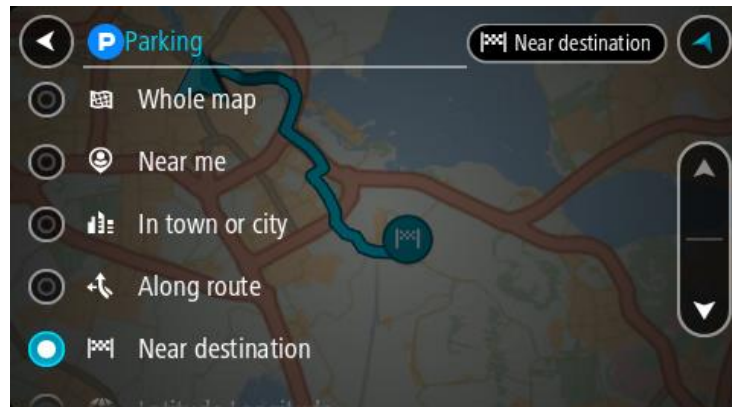 P Parking
Near destination
Whole map
Near me
In town or city
Along route
Near destination